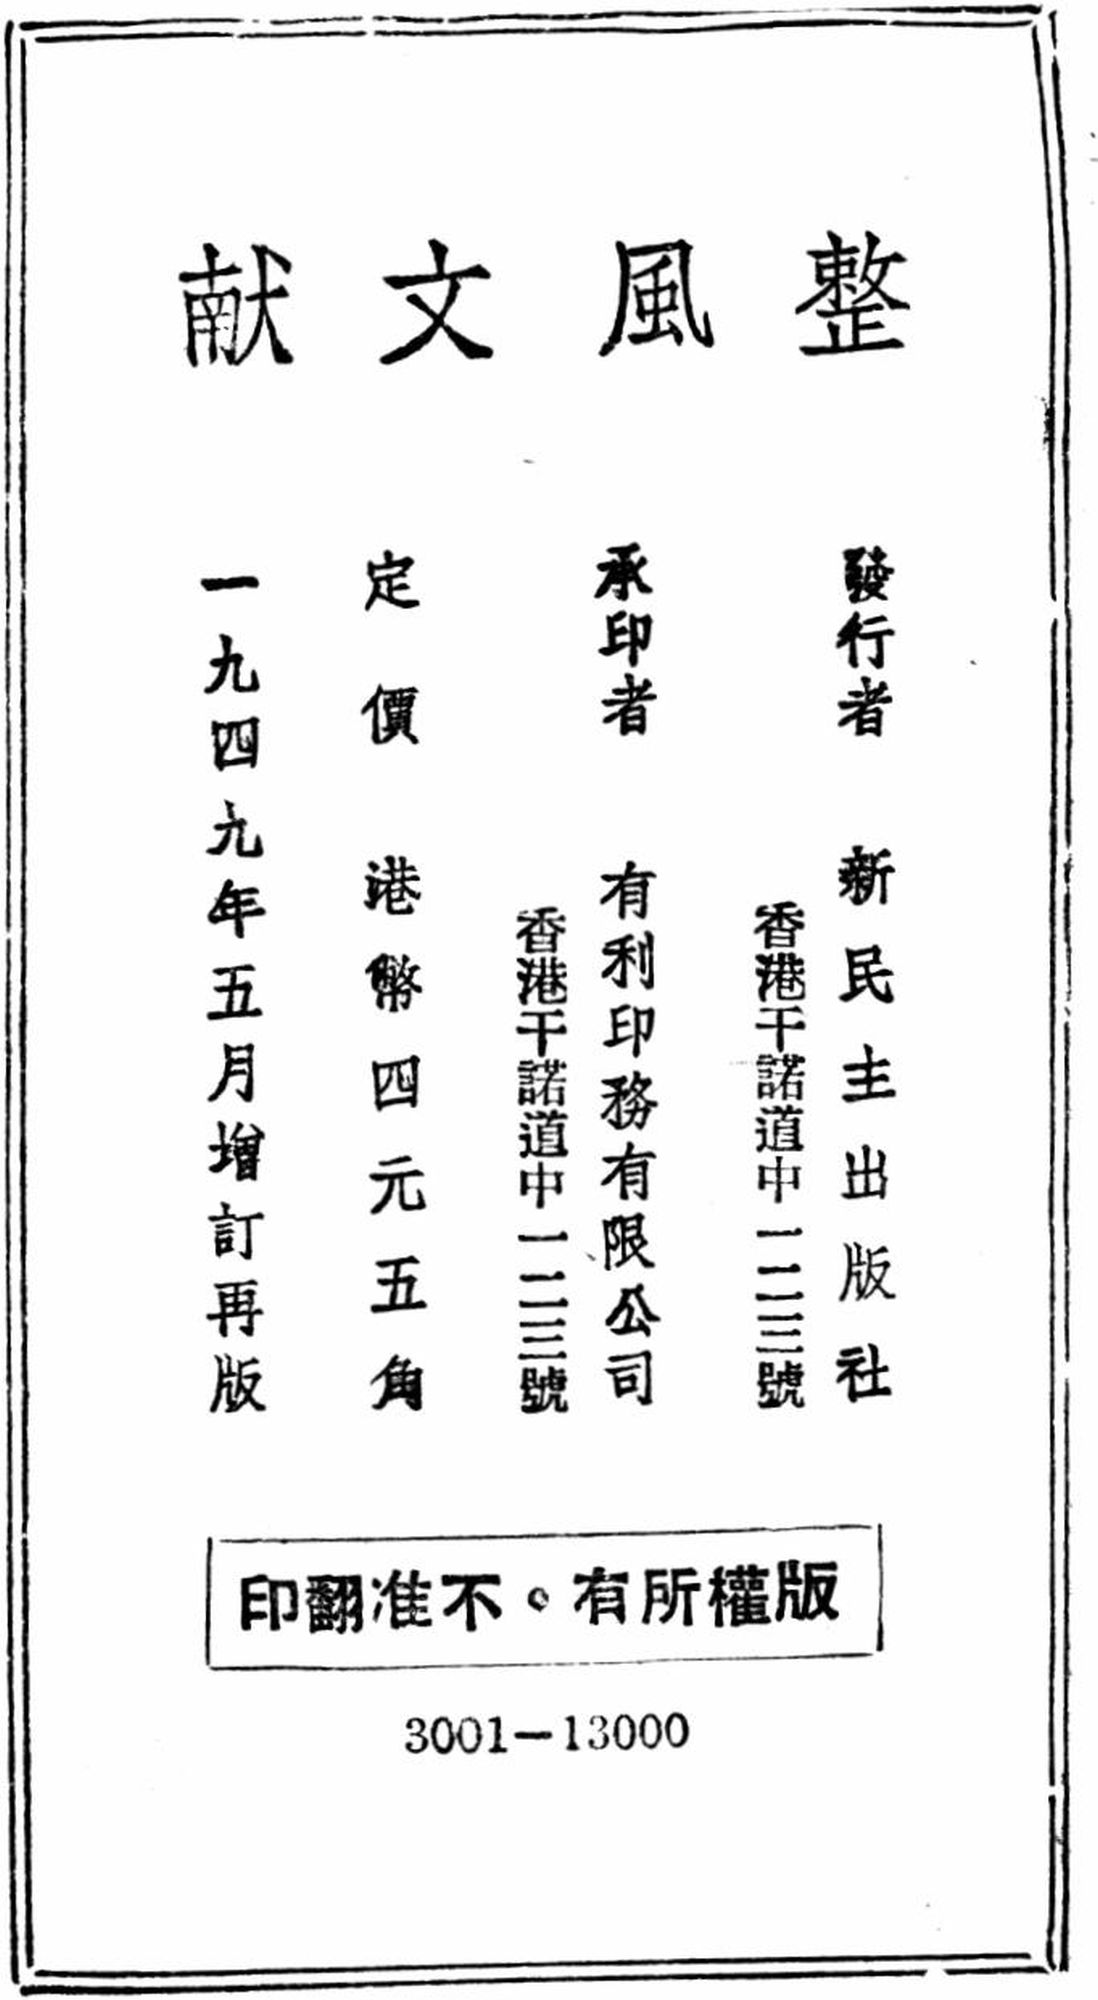 整風文献
發行者 新民主出版社
香港干諾道中一二三號
承印者 有利印務有限公司
香港干諾道中一二三號
定價 港幣四元五角
一九四九年五月增訂再版
版權所有。不准翻印
3001—13000